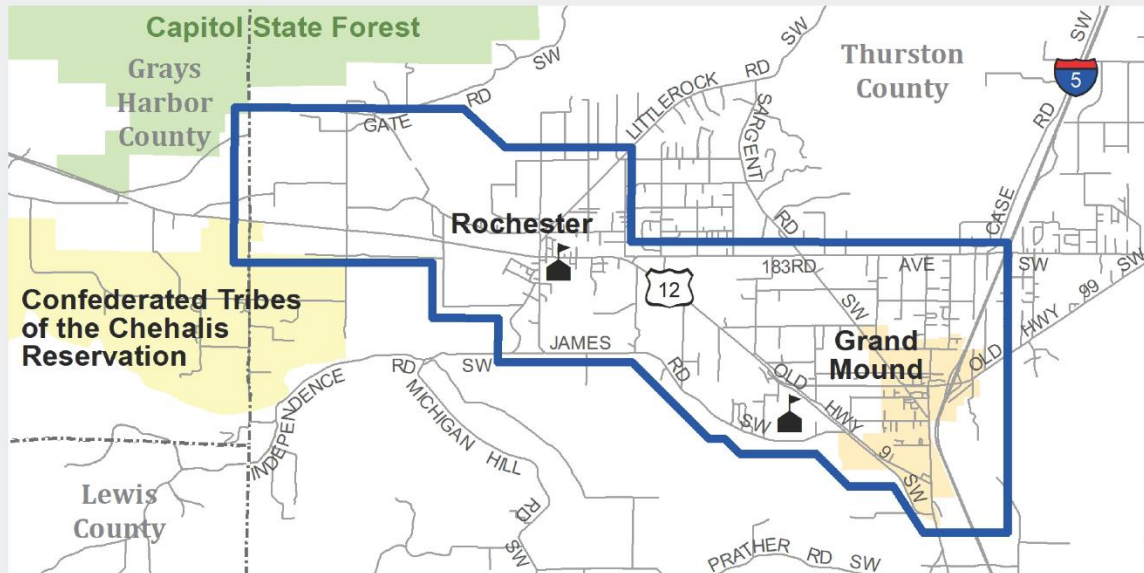 Capitol State Forest
Grays
Harbor
County
Thurston
County
5
SW
RD
CASE
SW
RD
GATE
SW
RD
LITTLEROCK
SARGENT
RD
SW
Rochester
12
183RD
AVE
SW
99
SW
HWY
OLD
Confederated Tribes
of the Chehalis
Reservation
Grand
Mound
JAMES
RD
SW
OLD
HWY
9
SW
INDEPENDENCE
RD
SW
MICHIGAN
HILL
RD
SW
Lewis
County
PRATHER
RD
SW